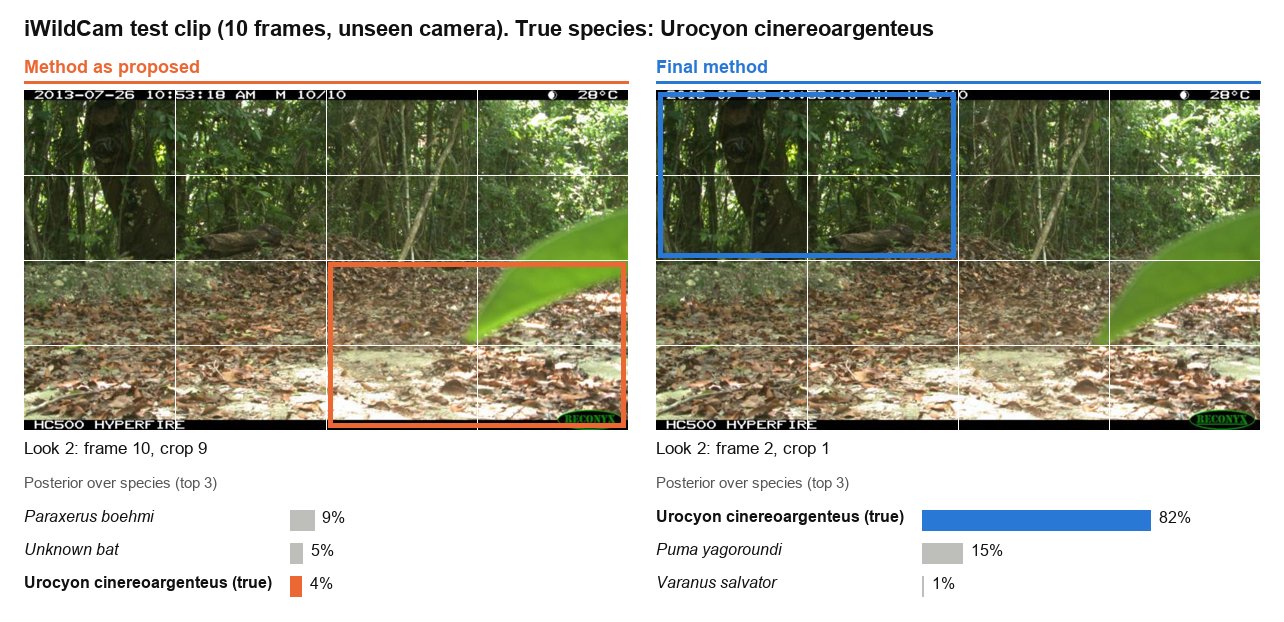 iWildCam test clip (10 frames, unseen camera). True species: Urocyon cinereoargenteus
Method as proposed
2013-07-26 10:53:18 AM M 10/10
28°C
HC500 HYPERFIRE
RECONYX
Look 2: frame 10, crop 9
Posterior over species (top 3)
Paraxerus boehmi
9%
Unknown bat
5%
Urocyon cinereoargenteus (true)
4%
Final method
28°C
HC500 HYPERFIRE
RECONYX
Look 2: frame 2, crop 1
Posterior over species (top 3)
Urocyon cinereoargenteus (true)
82%
Puma yagoroundi
15%
Varanus salvator
1%